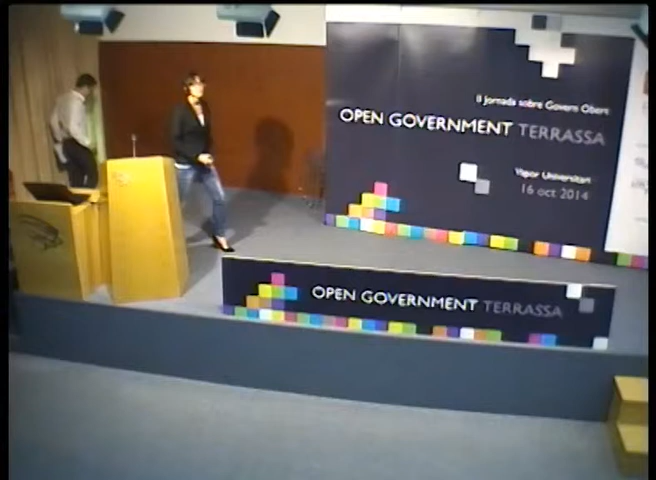 II Jornada sobre Govern Obert
OPEN GOVERNMENT TERRASSA
Vapor Universitari
16 oct 2014
OPEN GOVERNMENT TERRASSA